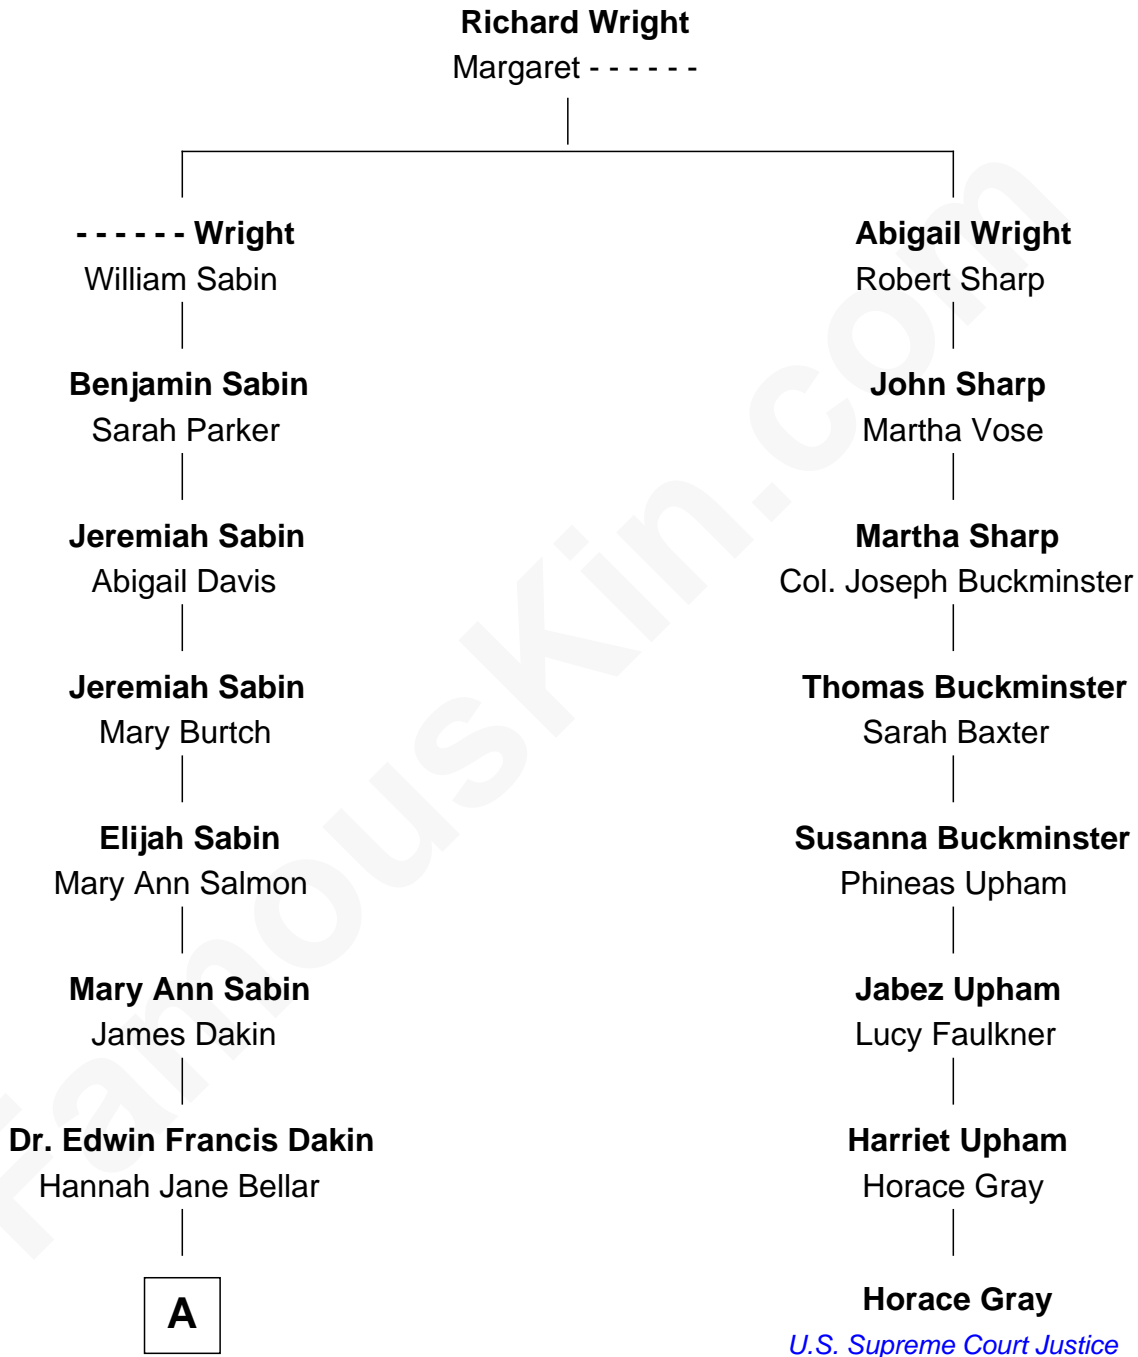 Richard Wright
Margaret - - - - - -
- - - - - - Wright
William Sabin
Abigail Wright
Robert Sharp
Benjamin Sabin
Sarah Parker
John Sharp
Martha Vose
Jeremiah Sabin
Abigail Davis
Martha Sharp
Col. Joseph Buckminster
Jeremiah Sabin
Mary Burtch
Thomas Buckminster
Sarah Baxter
Elijah Sabin
Mary Ann Salmon
Susanna Buckminster
Phineas Upham
Mary Ann Sabin
James Dakin
Jabez Upham
Lucy Faulkner
Dr. Edwin Francis Dakin
Hannah Jane Bellar
Harriet Upham
Horace Gray
A
Horace Gray
U.S. Supreme Court Justice
FamousKin.com